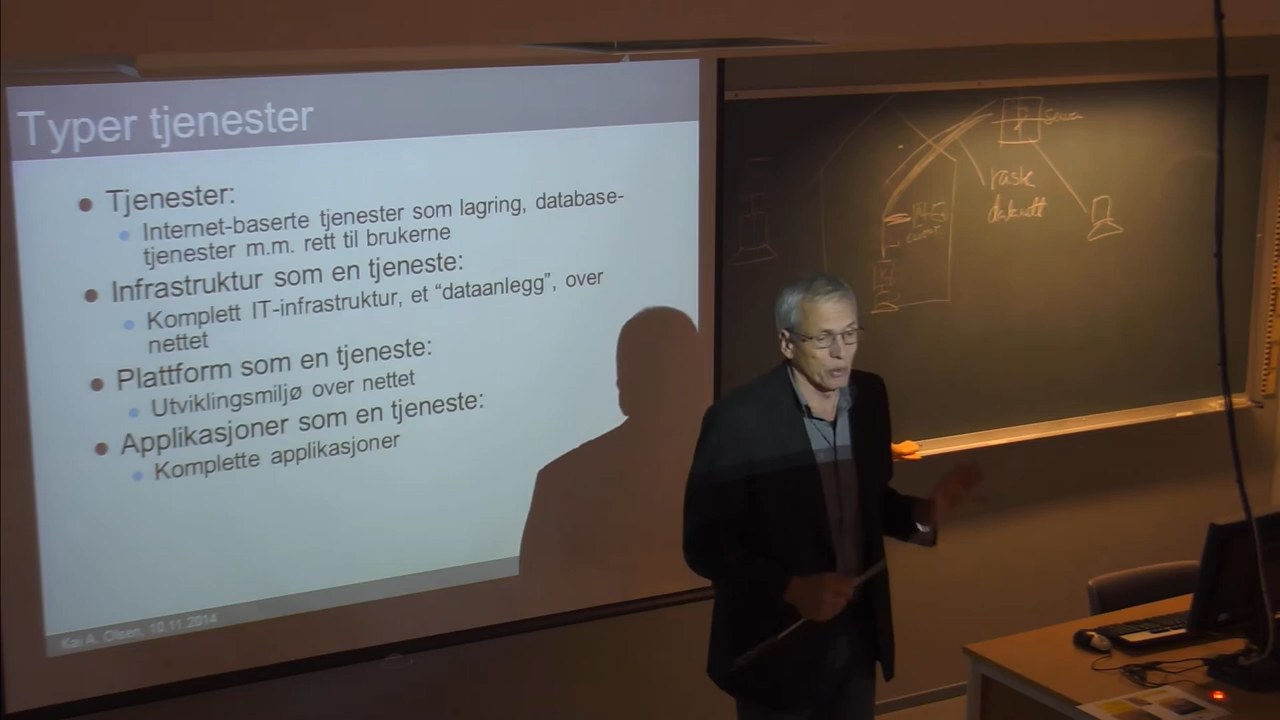 Typer tjenester
Tjenester:
Internet-baserte tjenester som lagring, database-
tjenester m.m. rett til brukerne
Infrastruktur som en tjeneste:
Komplett IT-infrastruktur, et “dataanlegg”, over
nettet
Plattform som en tjeneste:
Utviklingsmiljø over nettet
Applikasjoner som en tjeneste:
Komplette applikasjoner
Kai A. Olsen, 10.11.2014
rask